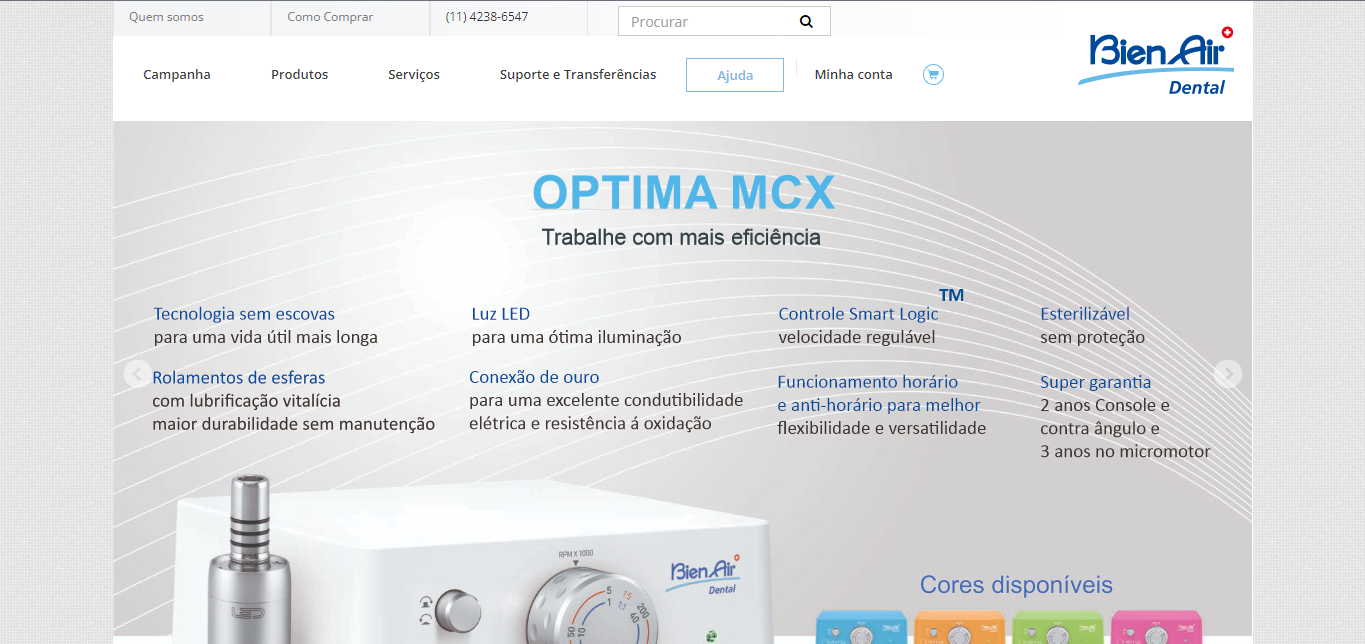 Quem somos
Como Comprar
(11) 4238-6547
Procurar
Bien Air
Dental
Campanha
Produtos
Serviços
Suporte e Transferências
Ajuda
Minha conta
OPTIMA MCX
Trabalhe com mais eficiência
Tecnologia sem escovas
para uma vida útil mais longa
Rolamentos de esferas
com lubrificação vitalícia
maior durabilidade sem manutenção
Luz LED
para uma ótima iluminação
Conexão de ouro
para uma excelente condutibilidade
elétrica e resistência á oxidação
Controle Smart Logic TM
velocidade regulável
Funcionamento horário
e anti-horário para melhor
flexibilidade e versatilidade
Esterilizável
sem proteção
Super garantia
2 anos Console e
contra ângulo e
3 anos no micromotor
LED
RPM X 1000
5
1:5
1
1:1
200
40
50
10
Bien Air
Dental
Cores disponíveis